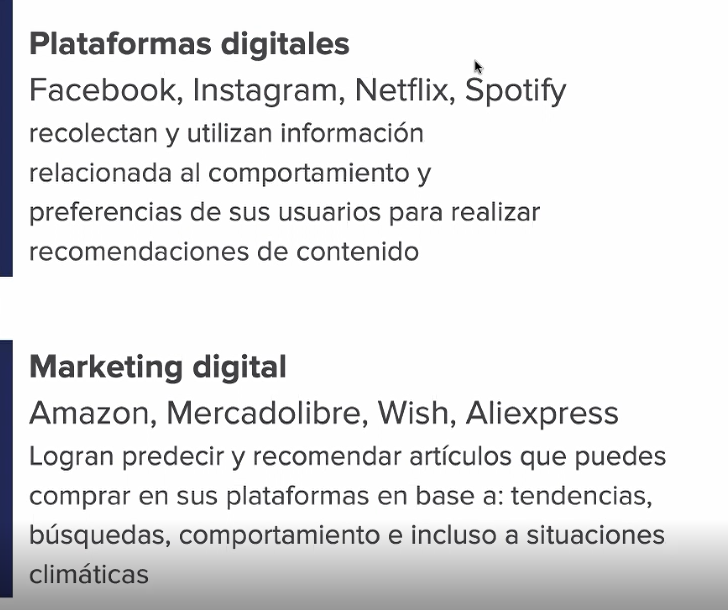 Plataformas digitales
Facebook, Instagram, Netflix, Spotify
recolectan y utilizan información
relacionada al comportamiento y
preferencias de sus usuarios para realizar
recomendaciones de contenido
Marketing digital
Amazon, Mercadolibre, Wish, Aliexpress
Logran predecir y recomendar artículos que puedes
comprar en sus plataformas en base a: tendencias,
búsquedas, comportamiento e incluso a situaciones
climáticas